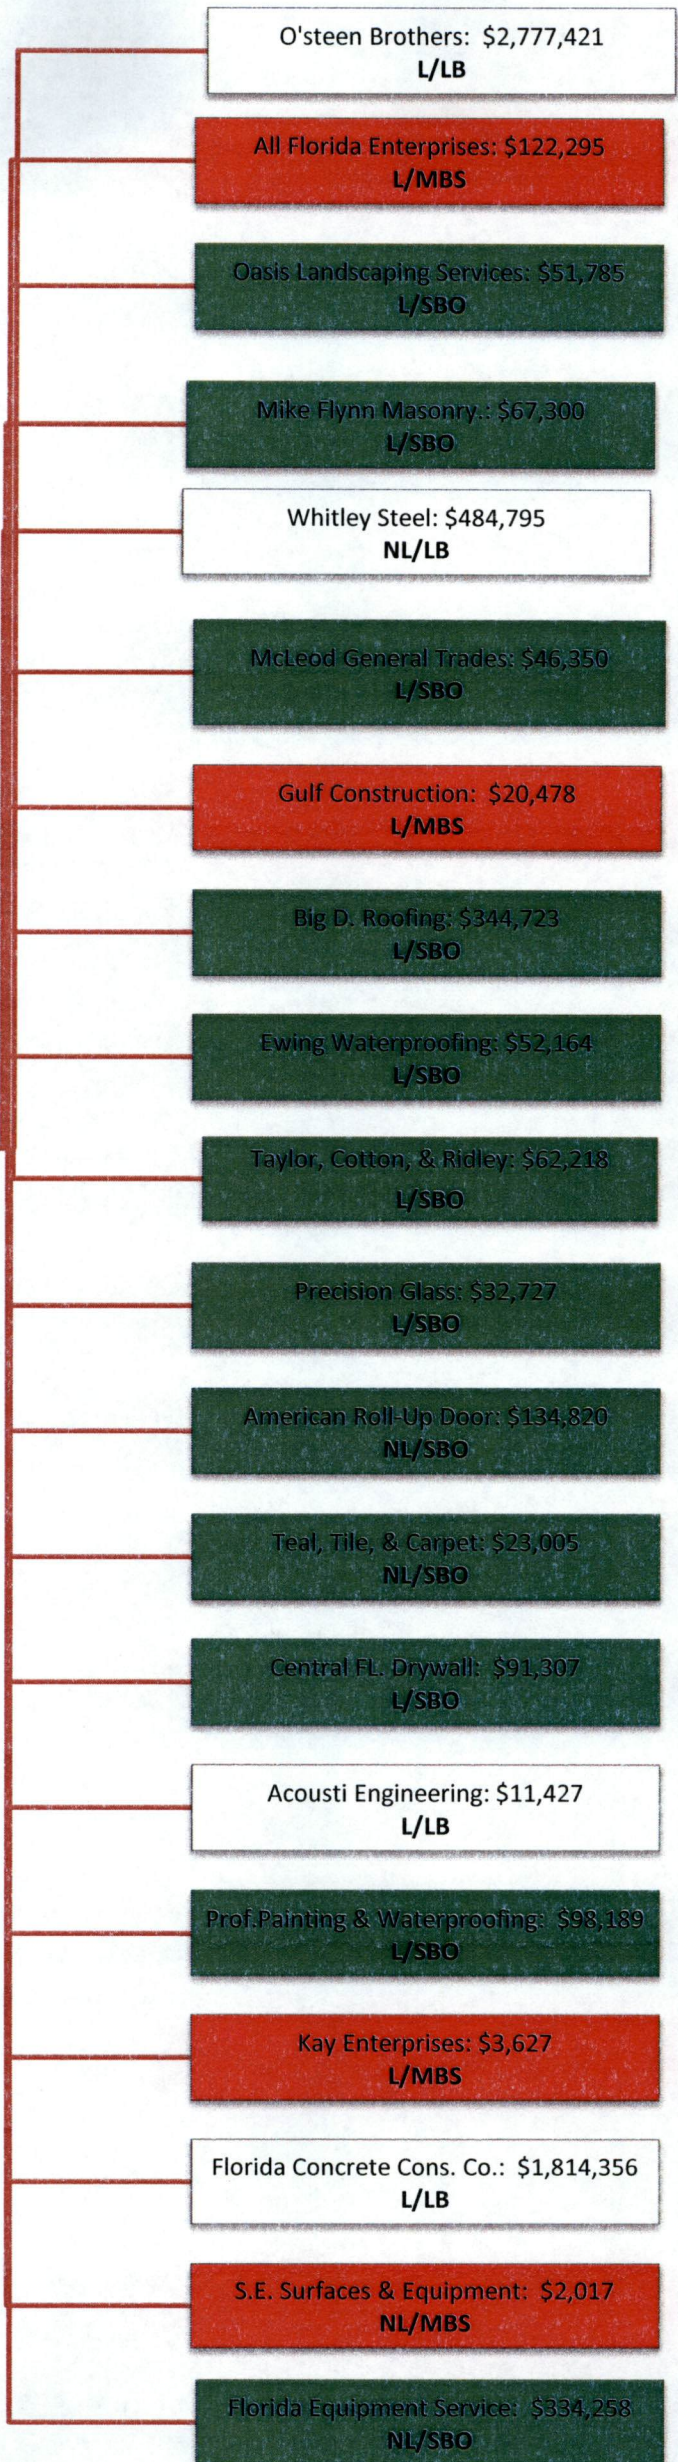 O'steen Brothers: $2,777,421
L/LB
All Florida Enterprises: $122,295
L/MBS
Oasis Landscaping Services: $51,785
L/SBO
Mike Flynn Masonry.: $67,300
L/SBO
Whitley Steel: $484,795
NL/LB
McLeod General Trades: $46,350
L/SBO
Gulf Construction: $20,478
L/MBS
Big D. Roofing: $344,723
L/SBO
Ewing Waterproofing: $52,164
L/SBO
Taylor, Cotton, & Ridley: $62,218
L/SBO
Precision Glass: $32,727
L/SBO
American Roll-Up Door: $134,820
NL/SBO
Teal, Tile, & Carpet: $23,005
NL/SBO
Central FL. Drywall: $91,307
L/SBO
Acousti Engineering: $11,427
L/LB
Prof.Painting & Waterproofing: $98,189
L/SBO
Kay Enterprises: $3,627
L/MBS
Florida Concrete Cons. Co.: $1,814,356
L/LB
S.E. Surfaces & Equipment: $2,017
NL/MBS
Florida Equipment Service: $334,258
NL/SBO